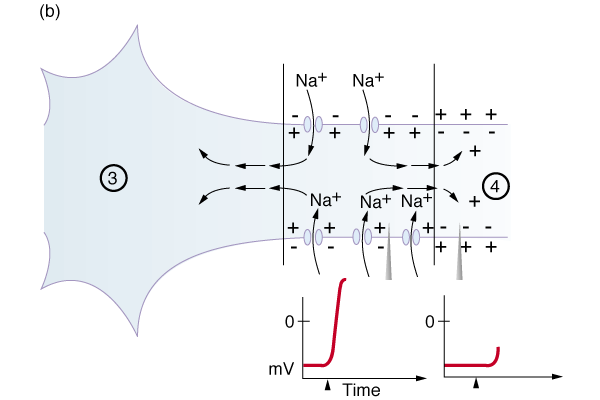 (b)
Na+ Na+
- - - - + + +
+ + + + - - -
+
3
4
+
Na+ Na+ Na+
+ + + + - - -
- - - + + +
0 0
mV
Time